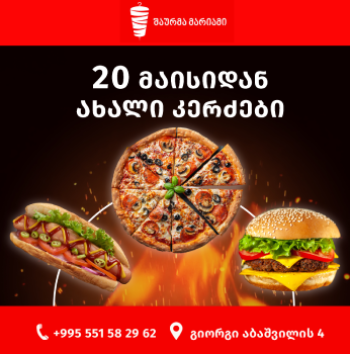 შაურმა მარიამი
20 მაისიდან
ახალი კერძები
+995 551 58 29 62
გიორგი აბაშვილის 4